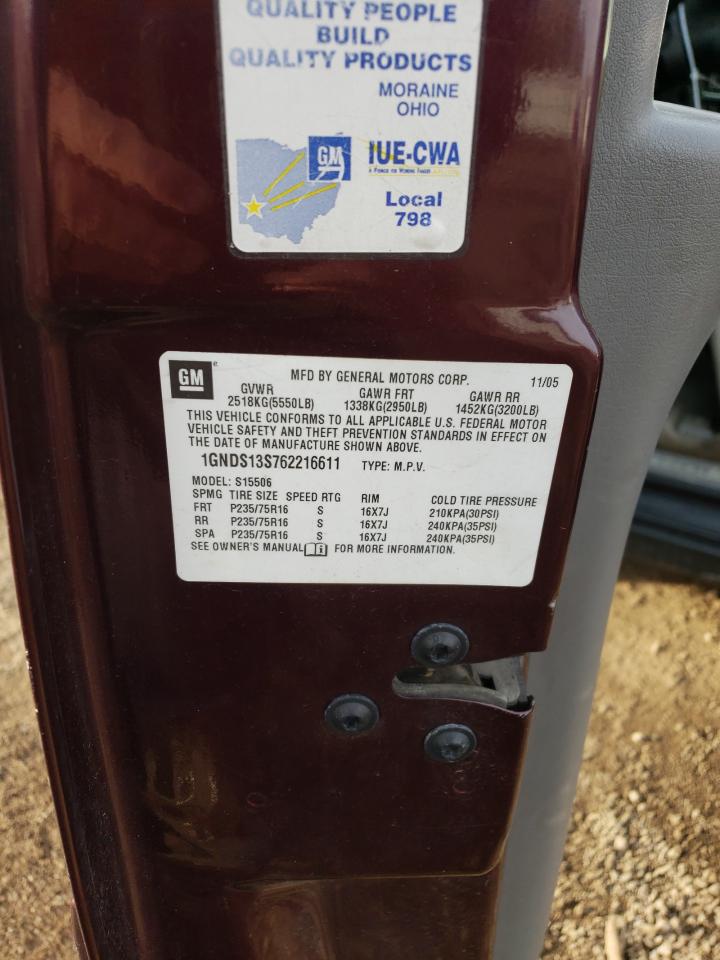 QUALITY PEOPLE
BUILD
QUALITY PRODUCTS
MORAINE
OHIO
GM
IUE-CWA
Local
798
GM
MFD BY GENERAL MOTORS CORP. 11/05
GVWR GAWR FRT GAWR RR
2518KG(5550LB) 1338KG(2950LB) 1452KG(3200LB)
THIS VEHICLE CONFORMS TO ALL APPLICABLE U.S. FEDERAL MOTOR
VEHICLE SAFETY AND THEFT PREVENTION STANDARDS IN EFFECT ON
THE DATE OF MANUFACTURE SHOWN ABOVE.
1GNDS13S762216611 TYPE: M.P.V.
MODEL: S15506
SPMG TIRE SIZE SPEED RTG RIM COLD TIRE PRESSURE
FRT P235/75R16 S 16X7J 210KPA(30PSI)
RR P235/75R16 S 16X7J 240KPA(35PSI)
SPA P235/75R16 S 16X7J 240KPA(35PSI)
SEE OWNER'S MANUAL FOR MORE INFORMATION.